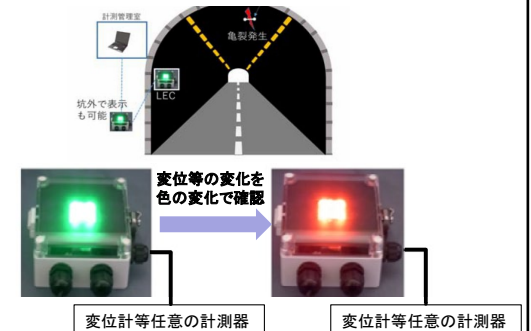 計測管理室
亀裂発生
LEC
坑外で表示
も可能
変位等の変化を
色の変化で確認
変位計等任意の計測器
変位計等任意の計測器